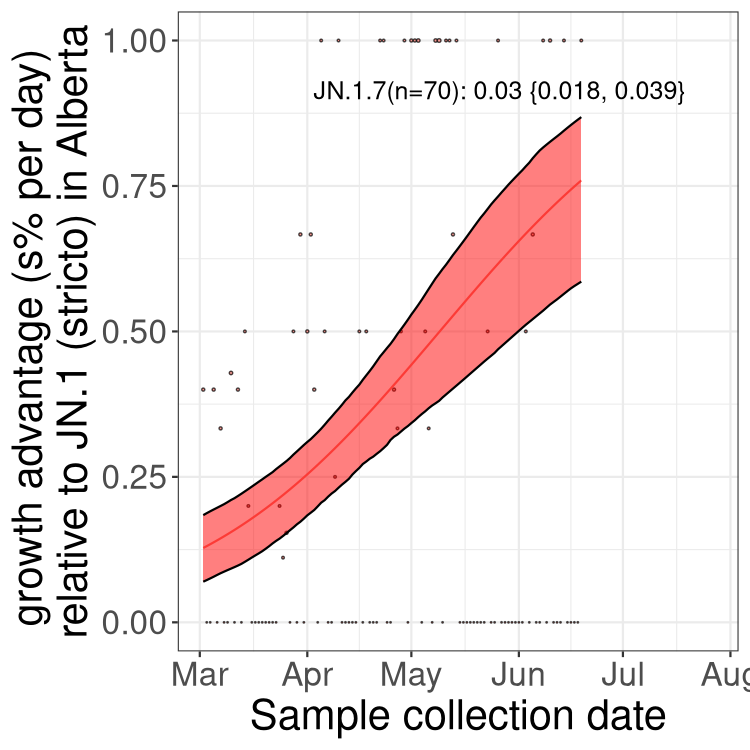 growth advantage (s% per day)
relative to JN.1 (stricto) in Alberta
1.00
0.75
0.50
0.25
0.00
JN.1.7(n=70): 0.03 {0.018, 0.039}
Mar Apr May Jun Jul Aug
Sample collection date